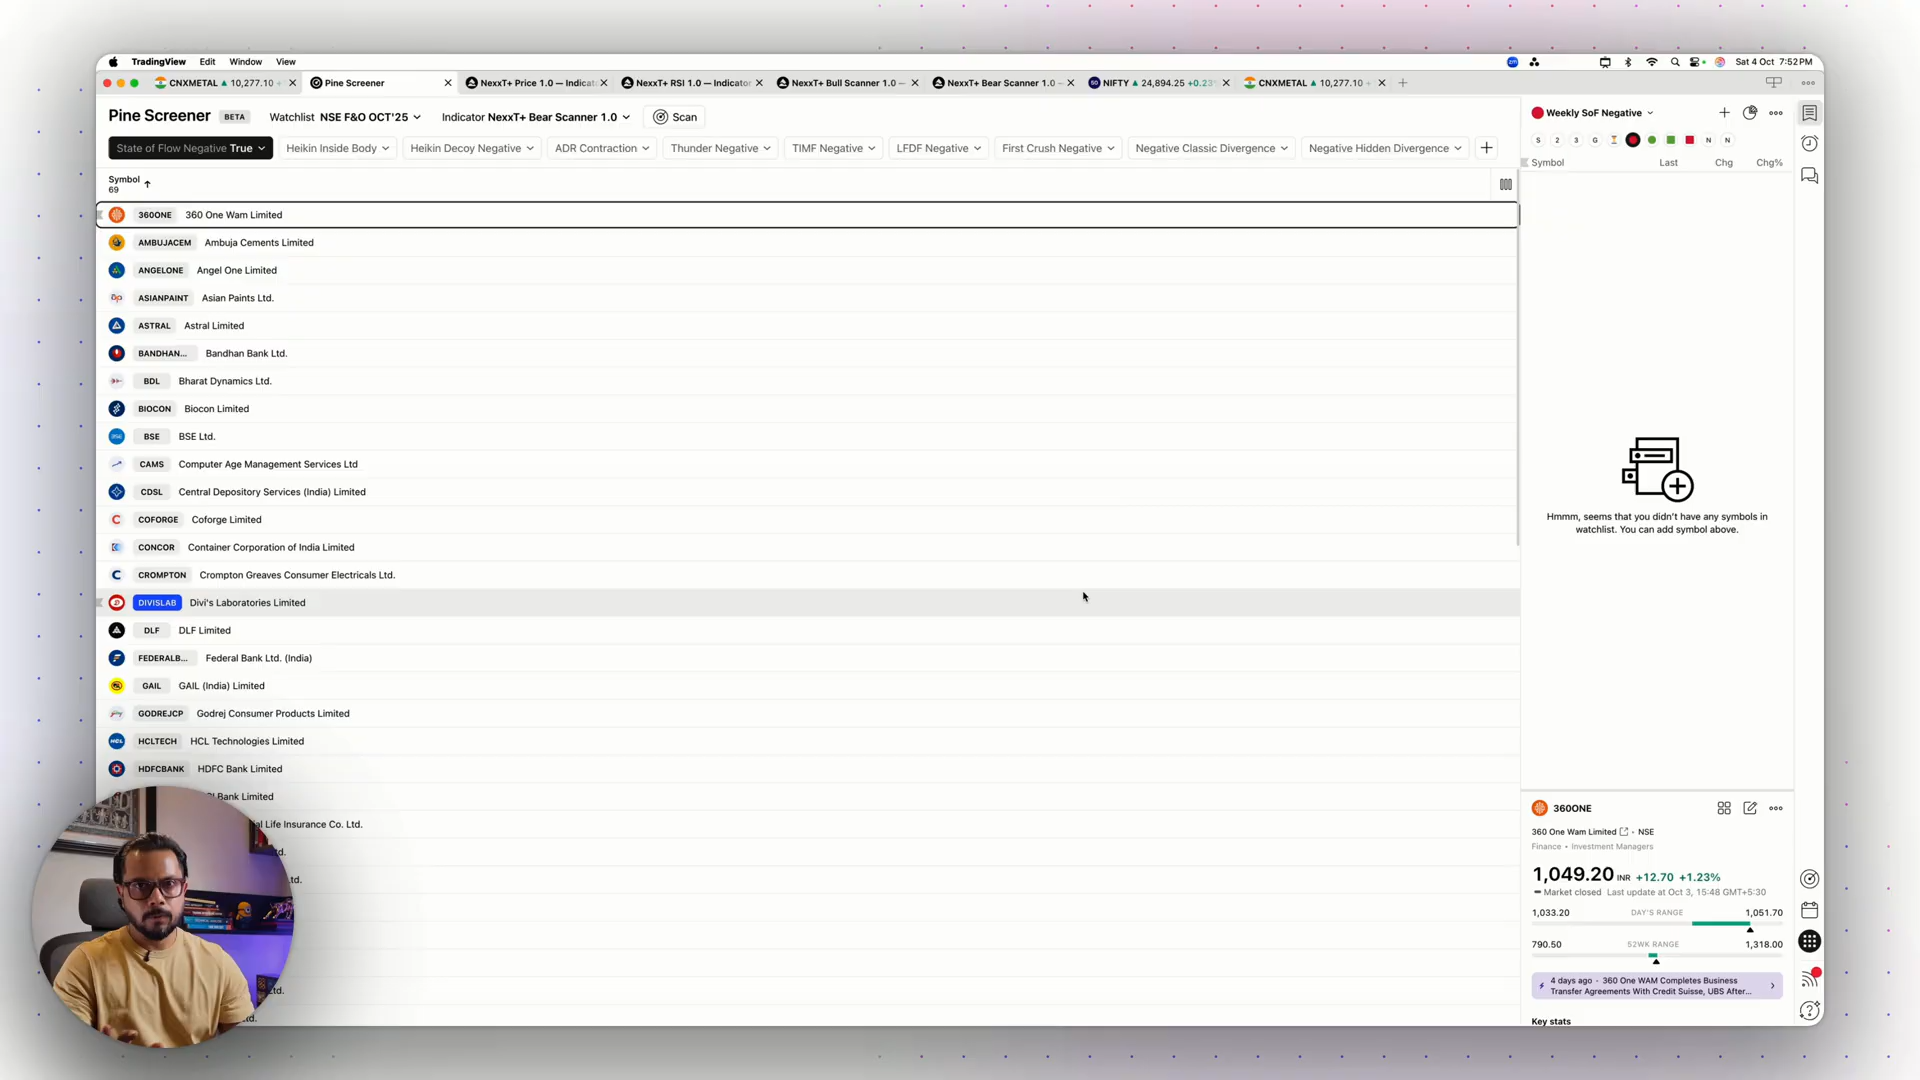 TradingView Edit Window View
Sat 4 Oct 7:52 PM
CNXMETAL ▲ 10,277.10
Pine Screener
NexxT+ Price 1.0 — Indicat
NexxT+ RSI 1.0 — Indicator
NexxT+ Bull Scanner 1.0 —
NexxT+ Bear Scanner 1.0 —
NIFTY ▲ 24,894.25 +0.23
CNXMETAL ▲ 10,277.10
Pine Screener BETA Watchlist NSE F&O OCT'25 Indicator NexxT+ Bear Scanner 1.0 Scan
State of Flow Negative True Heikin Inside Body Heikin Decoy Negative ADR Contraction Thunder Negative TIMF Negative LFDF Negative First Crush Negative Negative Classic Divergence Negative Hidden Divergence
Symbol
69
360ONE 360 One Wam Limited
AMBUJACEM Ambuja Cements Limited
ANGELONE Angel One Limited
ASIANPAINT Asian Paints Ltd.
ASTRAL Astral Limited
BANDHAN... Bandhan Bank Ltd.
BDL Bharat Dynamics Ltd.
BIOCON Biocon Limited
BSE BSE Ltd.
CAMS Computer Age Management Services Ltd
CDSL Central Depository Services (India) Limited
COFORGE Coforge Limited
CONCOR Container Corporation of India Limited
CROMPTON Crompton Greaves Consumer Electricals Ltd.
DIVISLAB Divi's Laboratories Limited
DLF DLF Limited
FEDERALB... Federal Bank Ltd. (India)
GAIL GAIL (India) Limited
GODREJCP Godrej Consumer Products Limited
HCLTECH HCL Technologies Limited
HDFCBANK HDFC Bank Limited
Bank Limited
Life Insurance Co. Ltd.
td.
td.
td.
td.
Weekly SoF Negative
S 2 3 G N N
Symbol Last Chg Chg%
Hmmm, seems that you didn't have any symbols in
watchlist. You can add symbol above.
360ONE
360 One Wam Limited • NSE
Finance • Investment Managers
1,049.20 INR +12.70 +1.23%
Market closed Last update at Oct 3, 15:48 GMT+5:30
1,033.20 DAY'S RANGE 1,051.70
790.50 52WK RANGE 1,318.00
4 days ago · 360 One WAM Completes Business
Transfer Agreements With Credit Suisse, UBS After...
Key stats